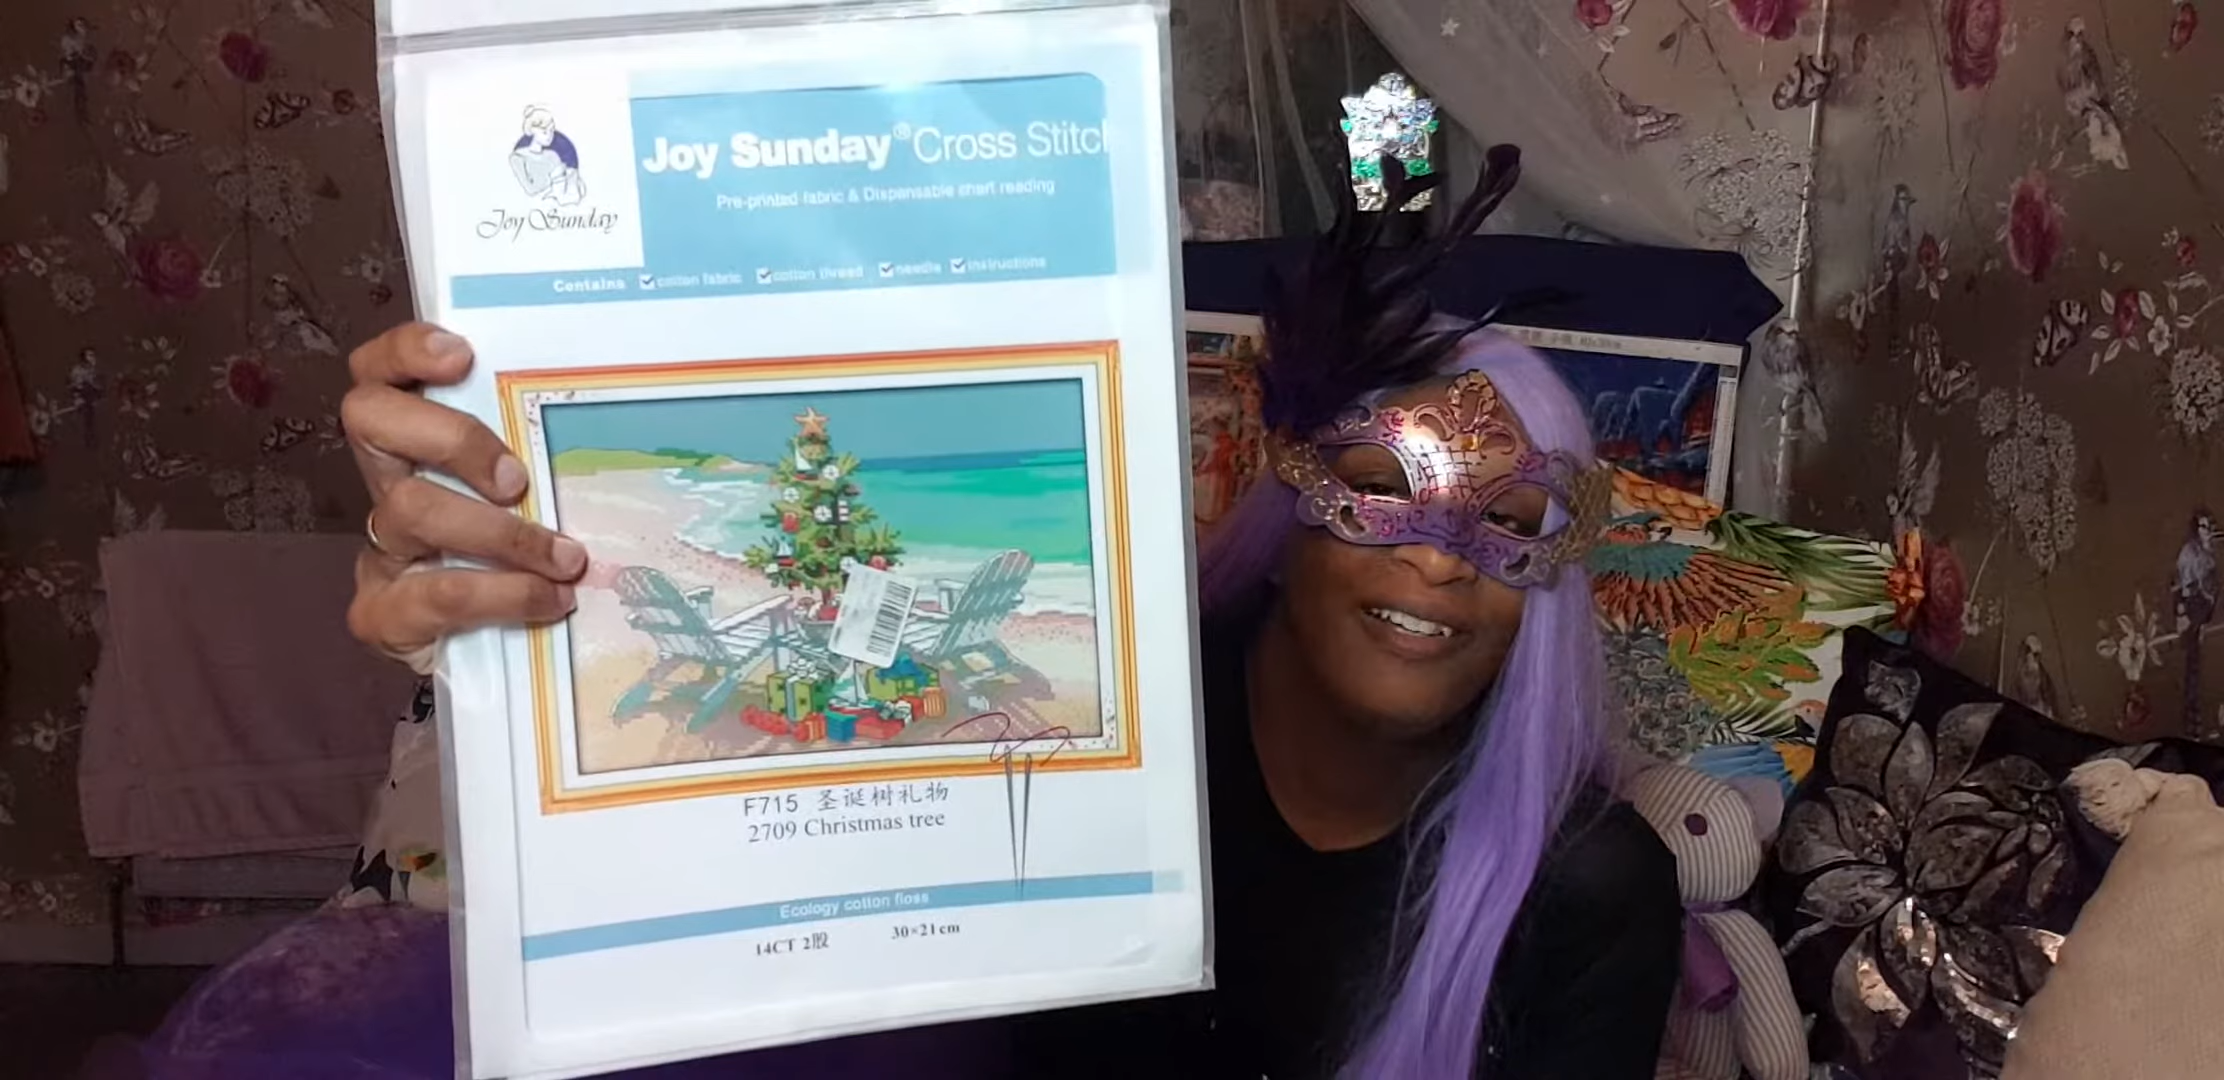 Joy Sunday® Cross Stitch
Pre-printed fabric & Dispensable chart reading
Joy Sunday
Contains cotton fabric cotton thread needle instructions
F715 圣诞树礼物
2709 Christmas tree
Ecology cotton floss
14CT 2股 30×21cm